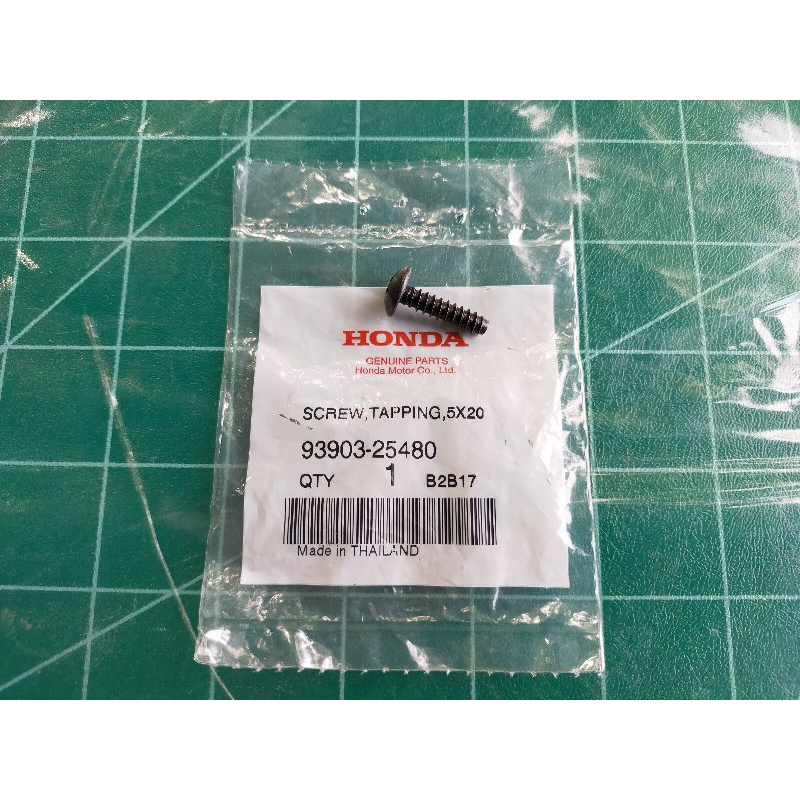 HONDA
GENUINE PARTS
Honda Motor Co., Ltd.
SCREW,TAPPING,5X20
93903-25480
QTY 1 B2B17
Made in THAILAND